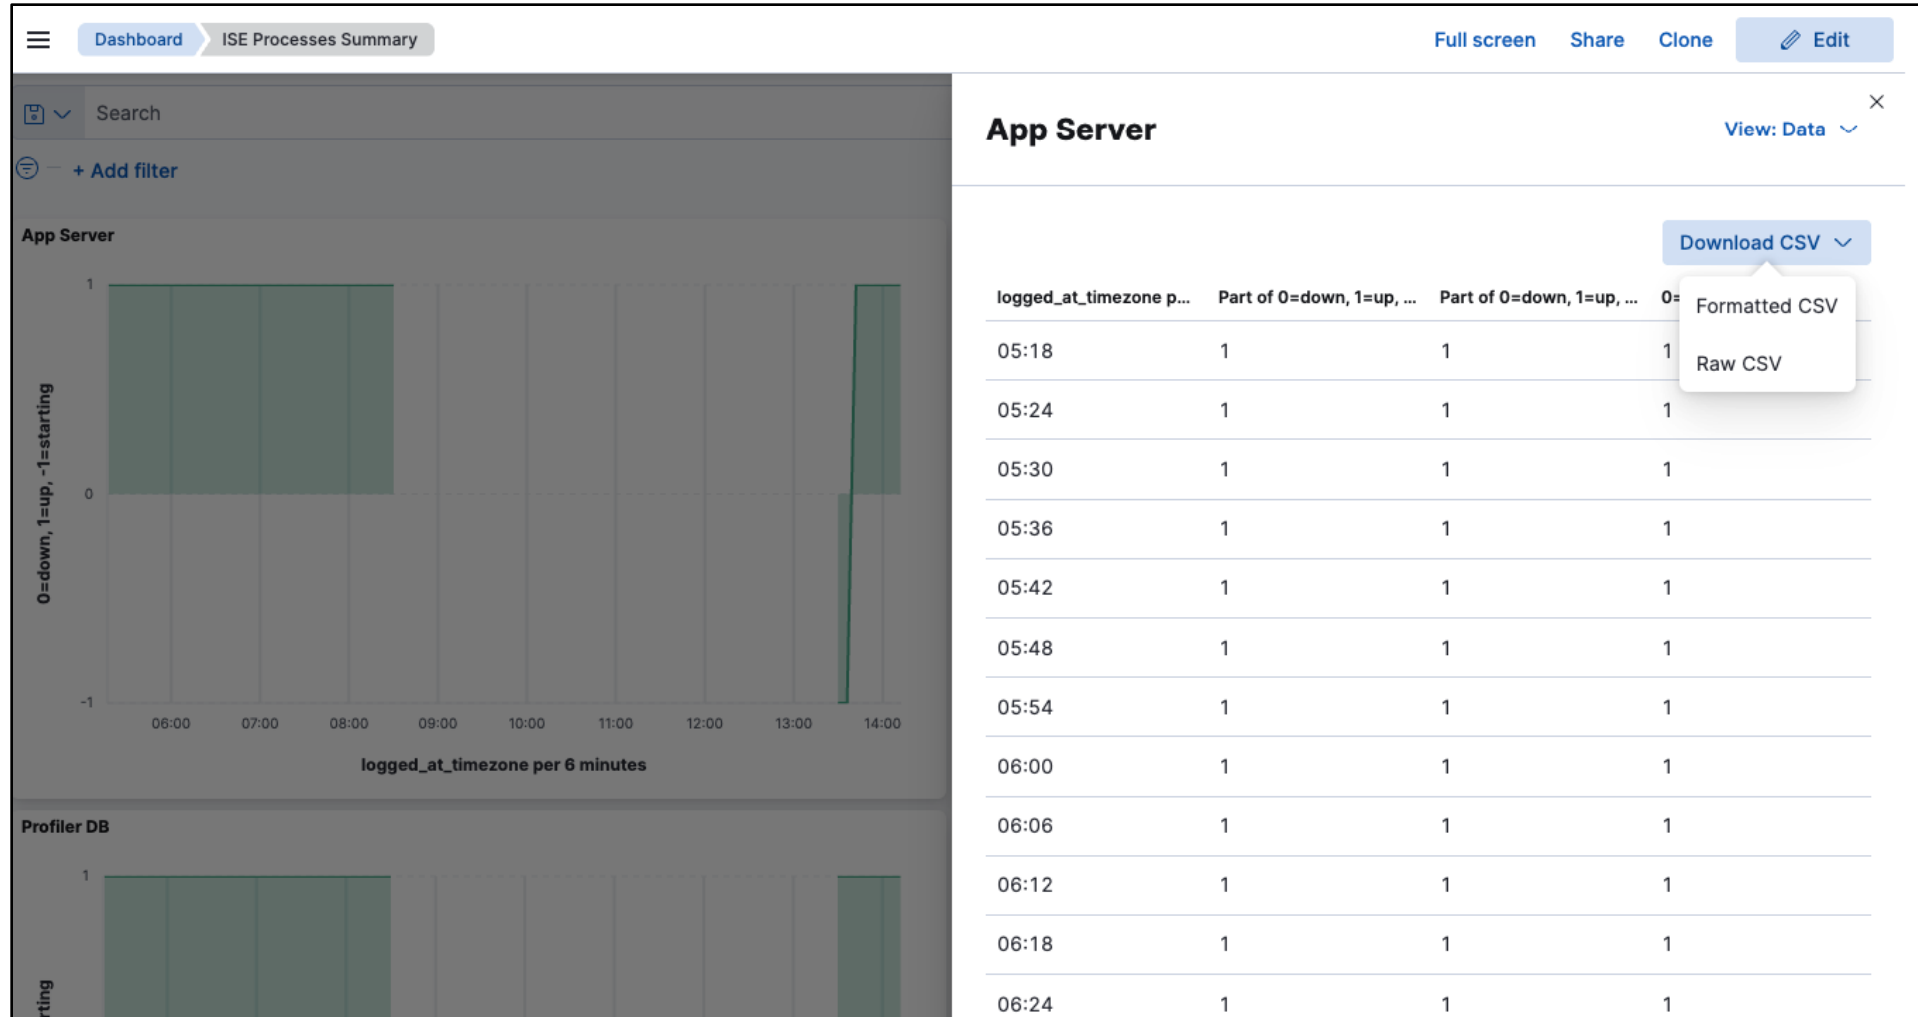 Dashboard ISE Processes Summary Full screen Share Clone Edit
Search
+ Add filter
App Server
1
0
-1
0=down, 1=up, -1=starting
06:00 07:00 08:00 09:00 10:00 11:00 12:00 13:00 14:00
logged_at_timezone per 6 minutes
Profiler DB
1
rting
App Server
View: Data
Download CSV
Formatted CSV
Raw CSV
logged_at_timezone p... Part of 0=down, 1=up, ... Part of 0=down, 1=up, ... 0=
05:18 1 1 1
05:24 1 1 1
05:30 1 1 1
05:36 1 1 1
05:42 1 1 1
05:48 1 1 1
05:54 1 1 1
06:00 1 1 1
06:06 1 1 1
06:12 1 1 1
06:18 1 1 1
06:24 1 1 1